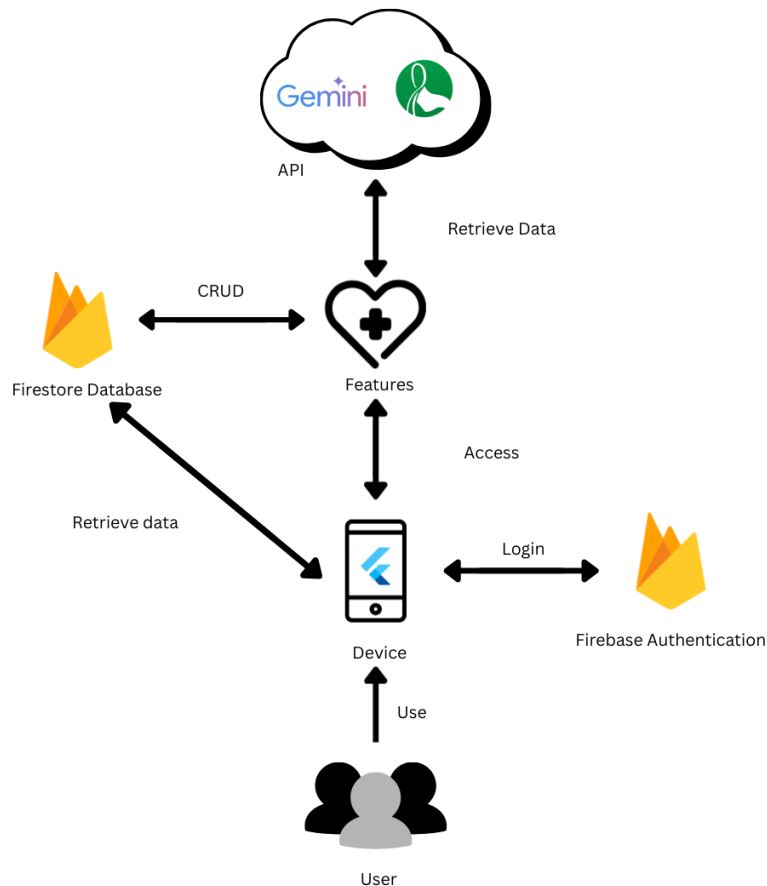 Gemini
API
Retrieve Data
CRUD
Firestore Database
Features
Access
Retrieve data
Login
Firebase Authentication
Device
Use
User